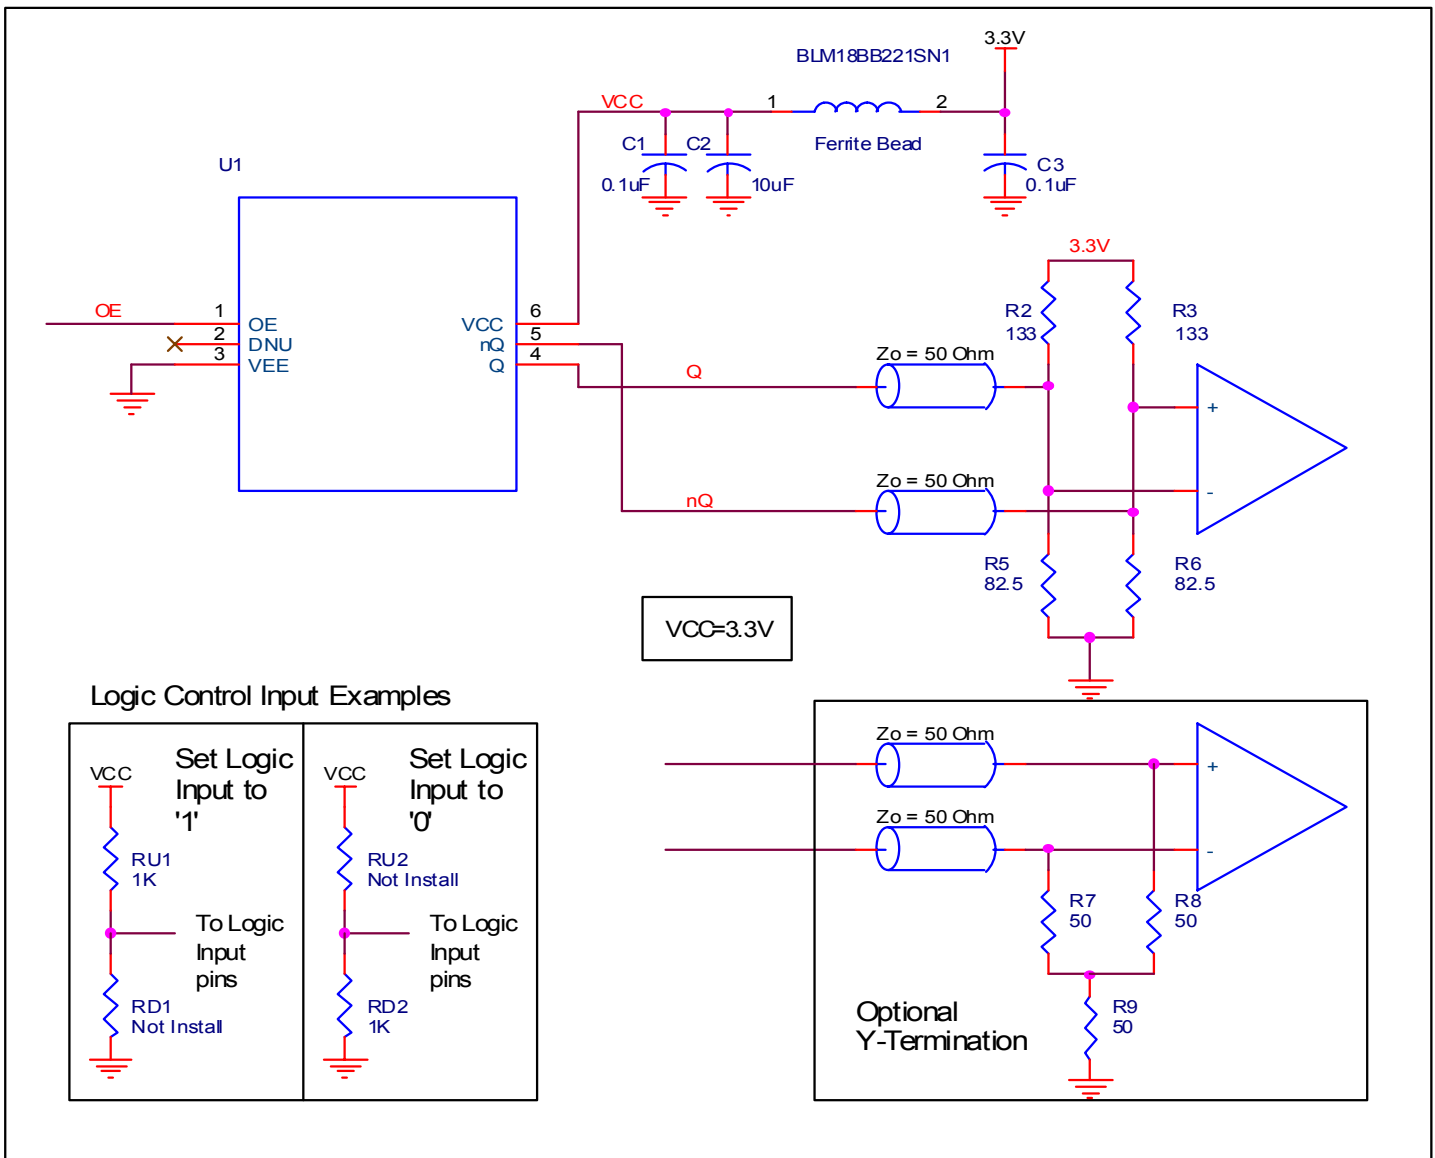 3.3V
BLM18BB221SN1
VCC
1
2
Ferrite Bead
C1
0.1uF
C2
10uF
C3
0.1uF
U1
OE
1
2
3
OE
DNU
VEE
VCC
nQ
Q
6
5
4
3.3V
R2
133
R3
133
Q
Zo = 50 Ohm
+
nQ
Zo = 50 Ohm
-
R5
82.5
R6
82.5
VCC=3.3V
Logic Control Input Examples
VCC
Set Logic
Input to
'1'
RU1
1K
To Logic
Input
pins
RD1
Not Install
VCC
Set Logic
Input to
'0'
RU2
Not Install
To Logic
Input
pins
RD2
1K
Zo = 50 Ohm
+
Zo = 50 Ohm
-
R7
50
R8
50
R9
50
Optional
Y-Termination